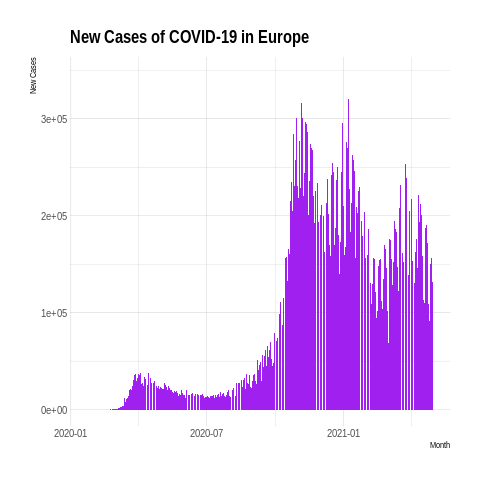 New Cases of COVID-19 in Europe
New Cases
3e+05
2e+05
1e+05
0e+00
2020-01
2020-07
2021-01
Month